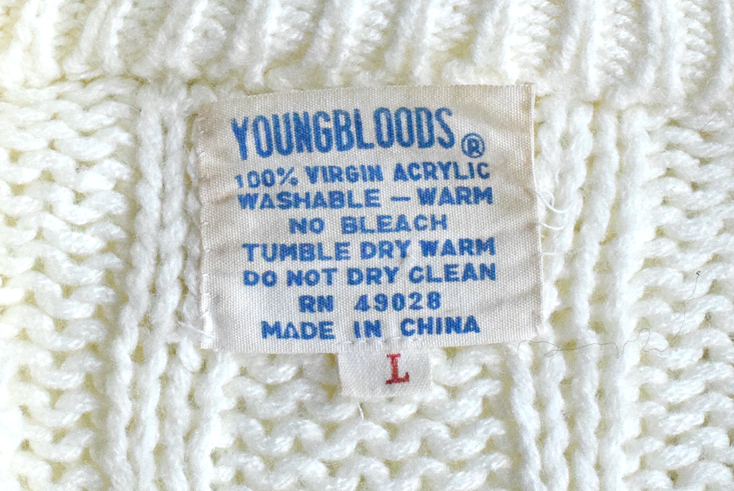 YOUNGBLOODS ®
100% VIRGIN ACRYLIC
WASHABLE — WARM
NO BLEACH
TUMBLE DRY WARM
DO NOT DRY CLEAN
RN 49028
MADE IN CHINA
L